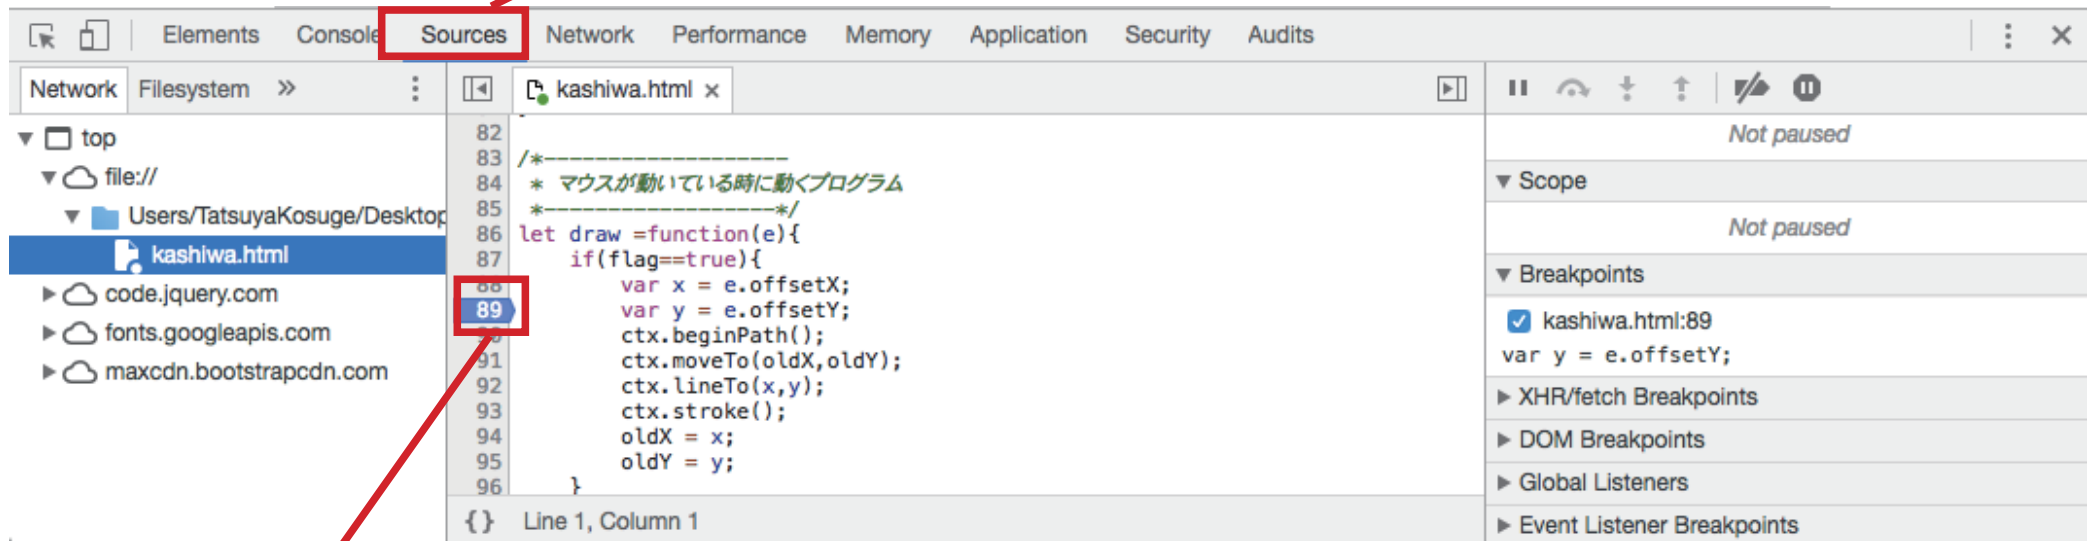 Elements Console Sources Network Performance Memory Application Security Audits
Network Filesystem »
top
file://
Users/TatsuyaKosuge/Desktop
kashiwa.html
code.jquery.com
fonts.googleapis.com
maxcdn.bootstrapcdn.com
kashiwa.html ×
82
83 /*-------------------
84 * マウスが動いている時に動くプログラム
85 *------------------*/
86 let draw =function(e){
87 if(flag==true){
88 var x = e.offsetX;
89 var y = e.offsetY;
90 ctx.beginPath();
91 ctx.moveTo(oldX,oldY);
92 ctx.lineTo(x,y);
93 ctx.stroke();
94 oldX = x;
95 oldY = y;
96 }
{} Line 1, Column 1
Not paused
Scope
Not paused
Breakpoints
kashiwa.html:89
var y = e.offsetY;
XHR/fetch Breakpoints
DOM Breakpoints
Global Listeners
Event Listener Breakpoints